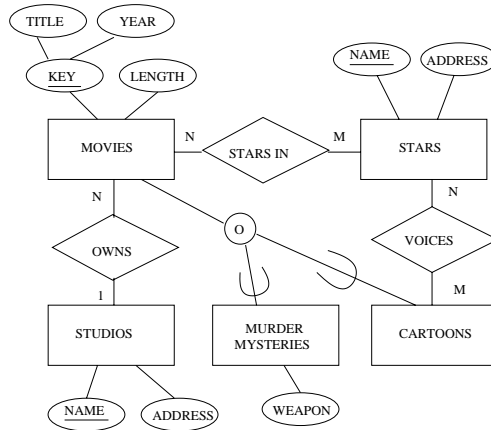 TITLE
YEAR
KEY
LENGTH
NAME
ADDRESS
MOVIES
N
STARS IN
M
STARS
N
O
N
OWNS
VOICES
1
M
STUDIOS
MURDER
MYSTERIES
CARTOONS
NAME
ADDRESS
WEAPON